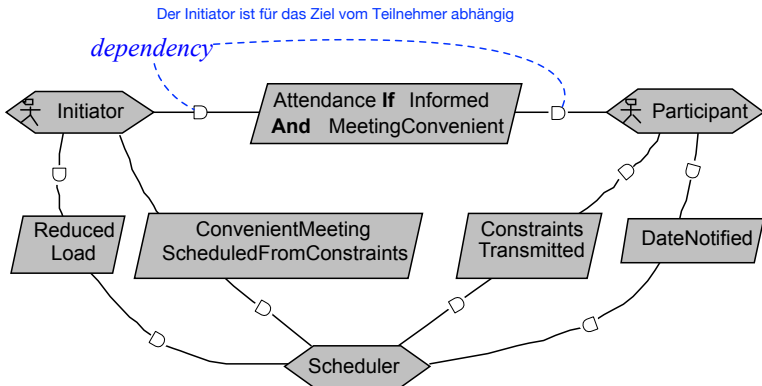 Der Initiator ist für das Ziel vom Teilnehmer abhängig
dependency
Initiator
Attendance If Informed
And MeetingConvenient
Participant
Reduced
Load
ConvenientMeeting
ScheduledFromConstraints
Constraints
Transmitted
DateNotified
Scheduler